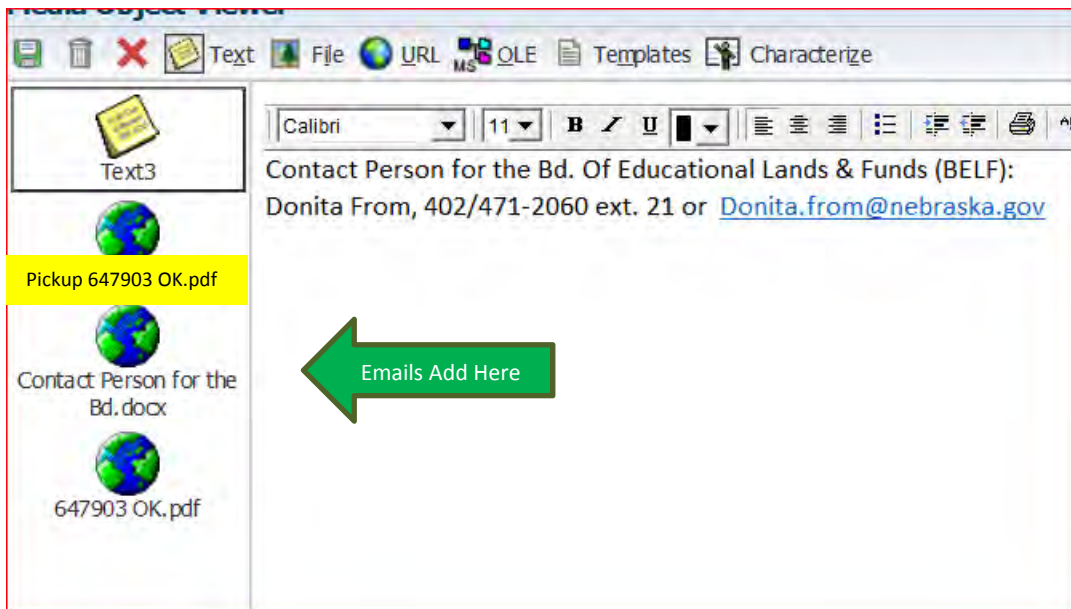 Media Object Viewer
Text File URL MS OLE Templates Characterize
Calibri 11 B I U
Text3
Contact Person for the Bd. Of Educational Lands & Funds (BELF):
Donita From, 402/471-2060 ext. 21 or Donita.from@nebraska.gov
Pickup 647903 OK.pdf
Contact Person for the
Bd.docx
Emails Add Here
647903 OK.pdf